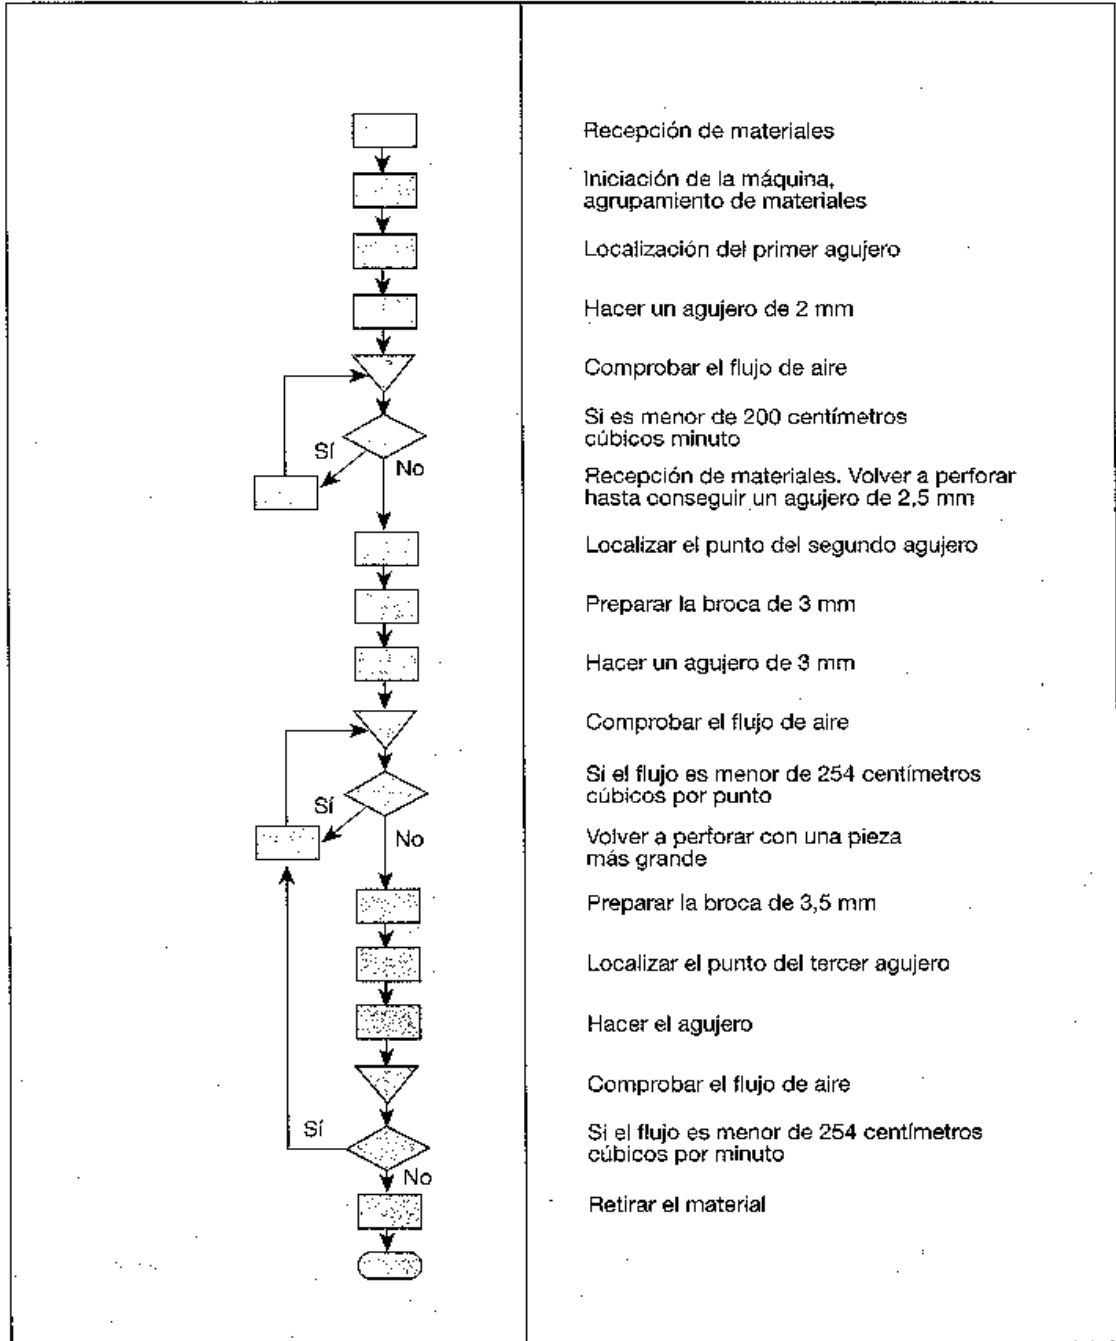 Recepción de materiales
Iniciación de la máquina,
agrupamiento de materiales
Localización del primer agujero
Hacer un agujero de 2 mm
Comprobar el flujo de aire
Si es menor de 200 centímetros
cúbicos minuto
Sí
No
Recepción de materiales. Volver a perforar
hasta conseguir un agujero de 2,5 mm
Localizar el punto del segundo agujero
Preparar la broca de 3 mm
Hacer un agujero de 3 mm
Comprobar el flujo de aire
Si el flujo es menor de 254 centímetros
cúbicos por punto
Sí
No
Volver a perforar con una pieza
más grande
Preparar la broca de 3,5 mm
Localizar el punto del tercer agujero
Hacer el agujero
Comprobar el flujo de aire
Sí
Si el flujo es menor de 254 centímetros
cúbicos por minuto
No
Retirar el material